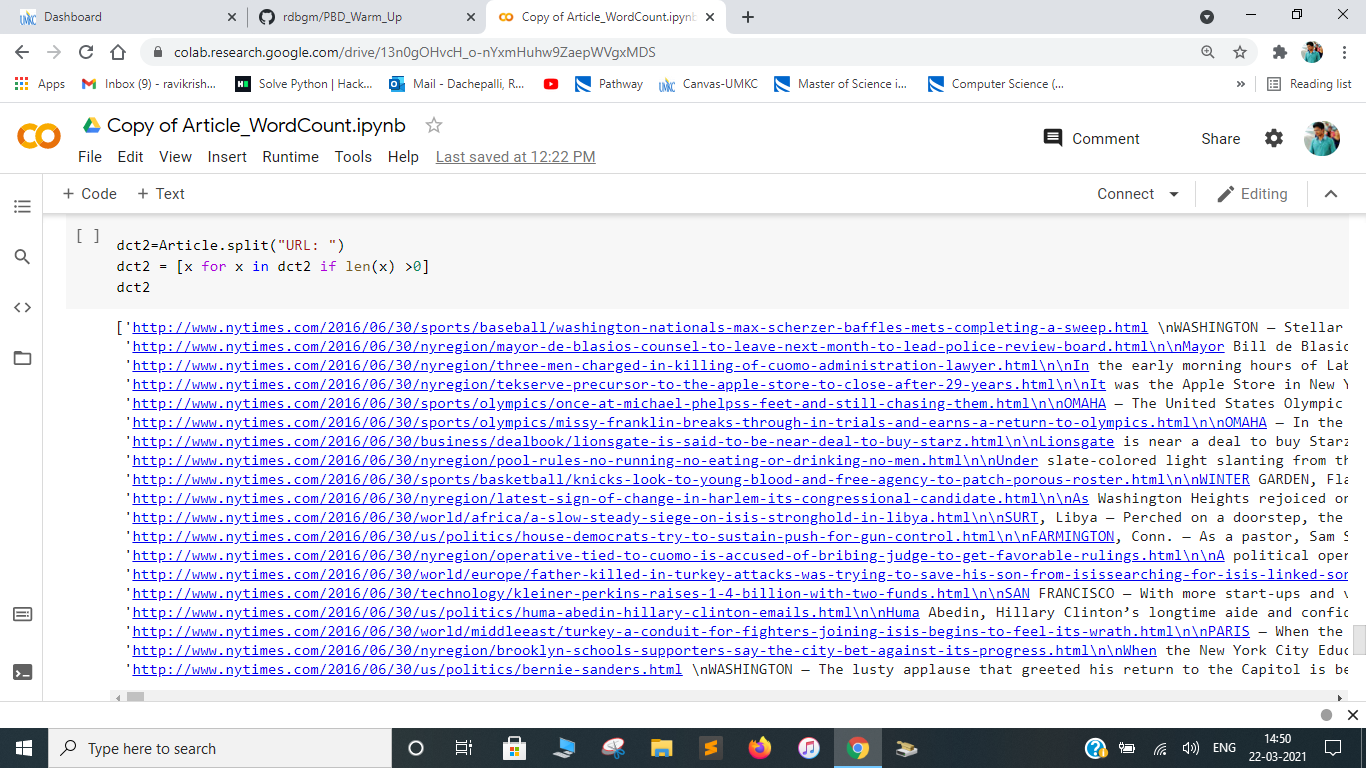 UMKC Dashboard
rdbgm/PBD_Warm_Up
Copy of Article_WordCount.ipynb
colab.research.google.com/drive/13n0gOHvcH_o-nYxmHuhw9ZaepWVgxMDS
Apps
Inbox (9) - ravikrish...
Solve Python | Hack...
Mail - Dachepalli, R...
Pathway
UMKC Canvas-UMKC
Master of Science i...
Computer Science (...
»
Reading list
Copy of Article_WordCount.ipynb
Comment
Share
File Edit View Insert Runtime Tools Help Last saved at 12:22 PM
+ Code + Text
Connect
Editing
[ ]
dct2=Article.split("URL: ")
dct2 = [x for x in dct2 if len(x) >0]
dct2
['http://www.nytimes.com/2016/06/30/sports/baseball/washington-nationals-max-scherzer-baffles-mets-completing-a-sweep.html \nWASHINGTON — Stellar
'http://www.nytimes.com/2016/06/30/nyregion/mayor-de-blasios-counsel-to-leave-next-month-to-lead-police-review-board.html\n\nMayor Bill de Blasio
'http://www.nytimes.com/2016/06/30/nyregion/three-men-charged-in-killing-of-cuomo-administration-lawyer.html\n\nIn the early morning hours of Lab
'http://www.nytimes.com/2016/06/30/nyregion/tekserve-precursor-to-the-apple-store-to-close-after-29-years.html\n\nIt was the Apple Store in New Y
'http://www.nytimes.com/2016/06/30/sports/olympics/once-at-michael-phelpss-feet-and-still-chasing-them.html\n\nOMAHA — The United States Olympic
'http://www.nytimes.com/2016/06/30/sports/olympics/missy-franklin-breaks-through-in-trials-and-earns-a-return-to-olympics.html\n\nOMAHA — In the
'http://www.nytimes.com/2016/06/30/business/dealbook/lionsgate-is-said-to-be-near-deal-to-buy-starz.html\n\nLionsgate is near a deal to buy Starz
'http://www.nytimes.com/2016/06/30/nyregion/pool-rules-no-running-no-eating-or-drinking-no-men.html\n\nUnder slate-colored light slanting from th
'http://www.nytimes.com/2016/06/30/sports/basketball/knicks-look-to-young-blood-and-free-agency-to-patch-porous-roster.html\n\nWINTER GARDEN, Fla
'http://www.nytimes.com/2016/06/30/nyregion/latest-sign-of-change-in-harlem-its-congressional-candidate.html\n\nAs Washington Heights rejoiced or
'http://www.nytimes.com/2016/06/30/world/africa/a-slow-steady-siege-on-isis-stronghold-in-libya.html\n\nSURT, Libya — Perched on a doorstep, the
'http://www.nytimes.com/2016/06/30/us/politics/house-democrats-try-to-sustain-push-for-gun-control.html\n\nFARMINGTON, Conn. — As a pastor, Sam S
'http://www.nytimes.com/2016/06/30/nyregion/operative-tied-to-cuomo-is-accused-of-bribing-judge-to-get-favorable-rulings.html\n\nA political oper
'http://www.nytimes.com/2016/06/30/world/europe/father-killed-in-turkey-attacks-was-trying-to-save-his-son-from-isissearching-for-isis-linked-son
'http://www.nytimes.com/2016/06/30/technology/kleiner-perkins-raises-1-4-billion-with-two-funds.html\n\nSAN FRANCISCO — With more start-ups and v
'http://www.nytimes.com/2016/06/30/us/politics/huma-abedin-hillary-clinton-emails.html\n\nHuma Abedin, Hillary Clinton’s longtime aide and confid
'http://www.nytimes.com/2016/06/30/world/middleeast/turkey-a-conduit-for-fighters-joining-isis-begins-to-feel-its-wrath.html\n\nPARIS — When the
'http://www.nytimes.com/2016/06/30/nyregion/brooklyn-schools-supporters-say-the-city-bet-against-its-progress.html\n\nWhen the New York City Educ
'http://www.nytimes.com/2016/06/30/us/politics/bernie-sanders.html \nWASHINGTON — The lusty applause that greeted his return to the Capitol is be
Type here to search
ENG
14:50
22-03-2021